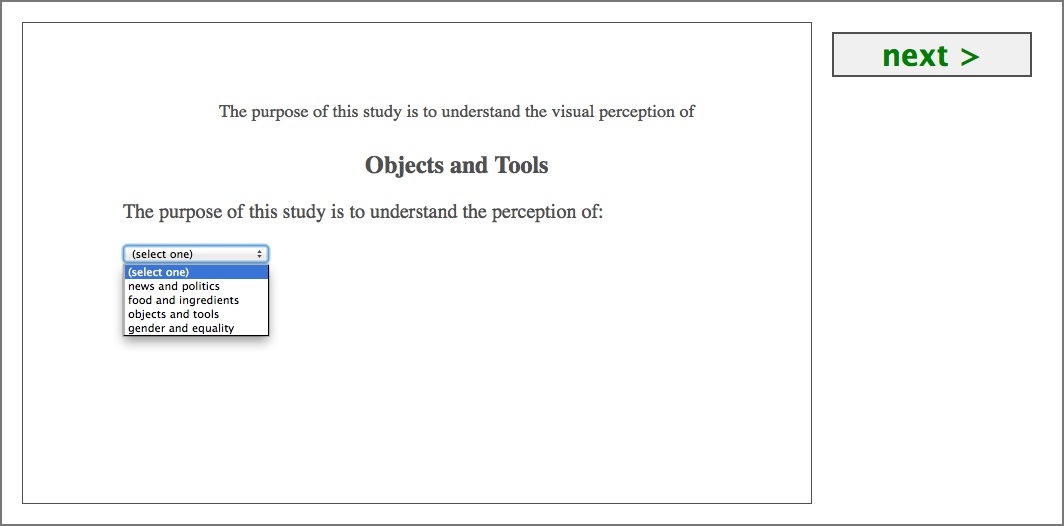 next >
The purpose of this study is to understand the visual perception of
Objects and Tools
The purpose of this study is to understand the perception of:
(select one)
(select one)
news and politics
food and ingredients
objects and tools
gender and equality